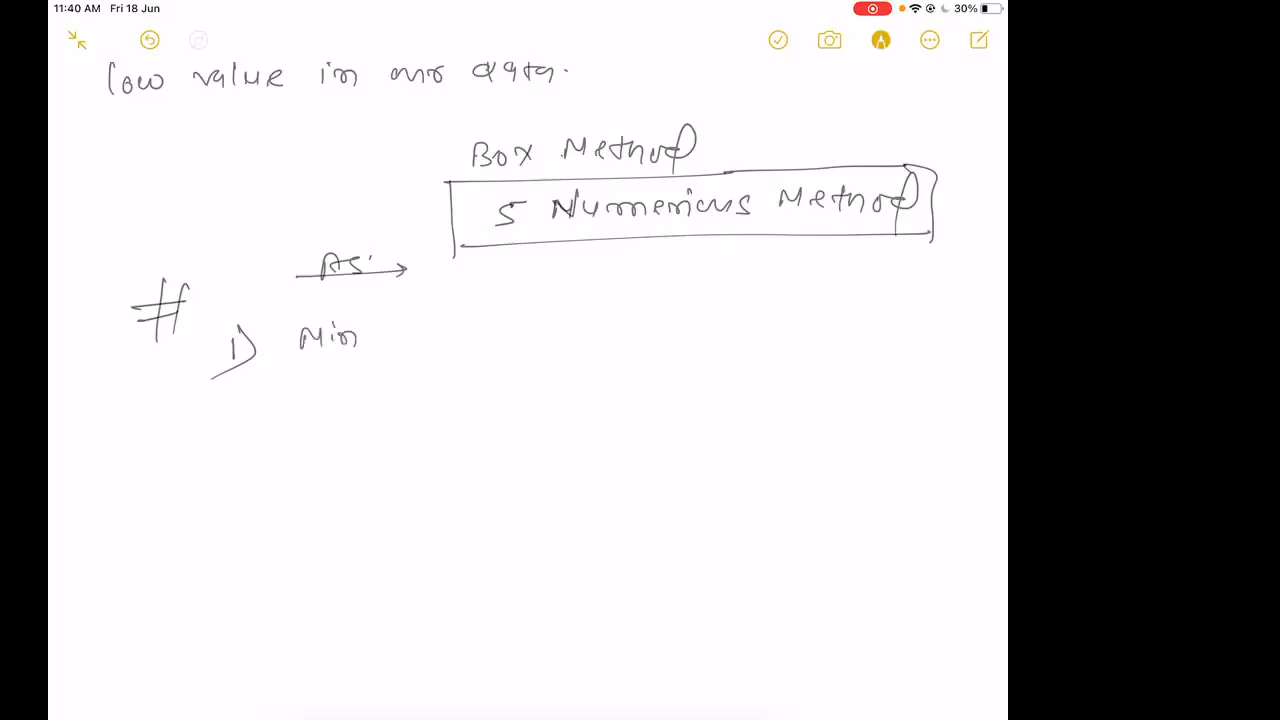 11:40 AM Fri 18 Jun 30%
low value in our data.
Box Method
5 Numericus Method
As.
#
1) Min